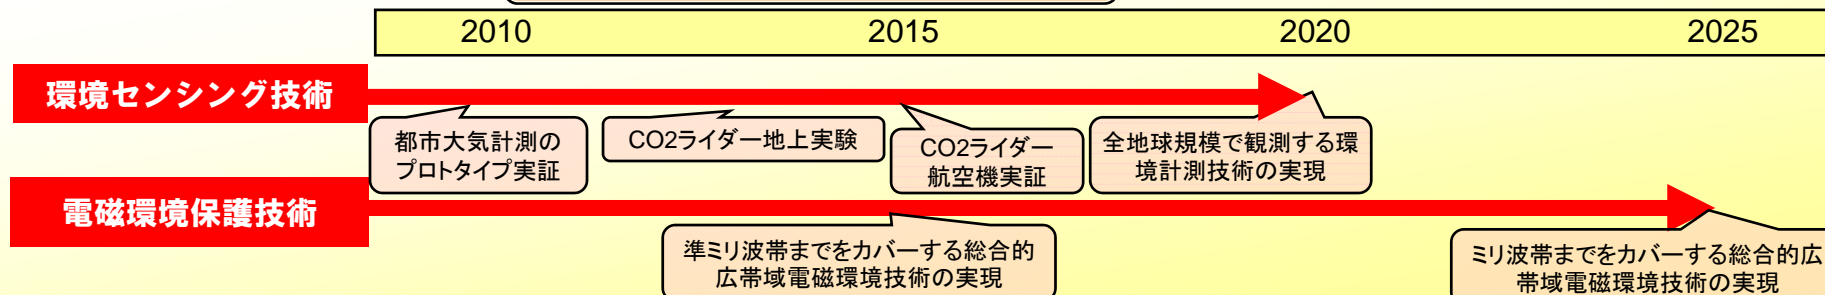 2010 2015 2020 2025
環境センシング技術
都市大気計測の
プロトタイプ実証
CO2ライダー地上実験
CO2ライダー
航空機実証
全地球規模で観測する環
境計測技術の実現
電磁環境保護技術
準ミリ波帯までをカバーする総合的
広帯域電磁環境技術の実現
ミリ波帯までをカバーする総合的広
帯域電磁環境技術の実現